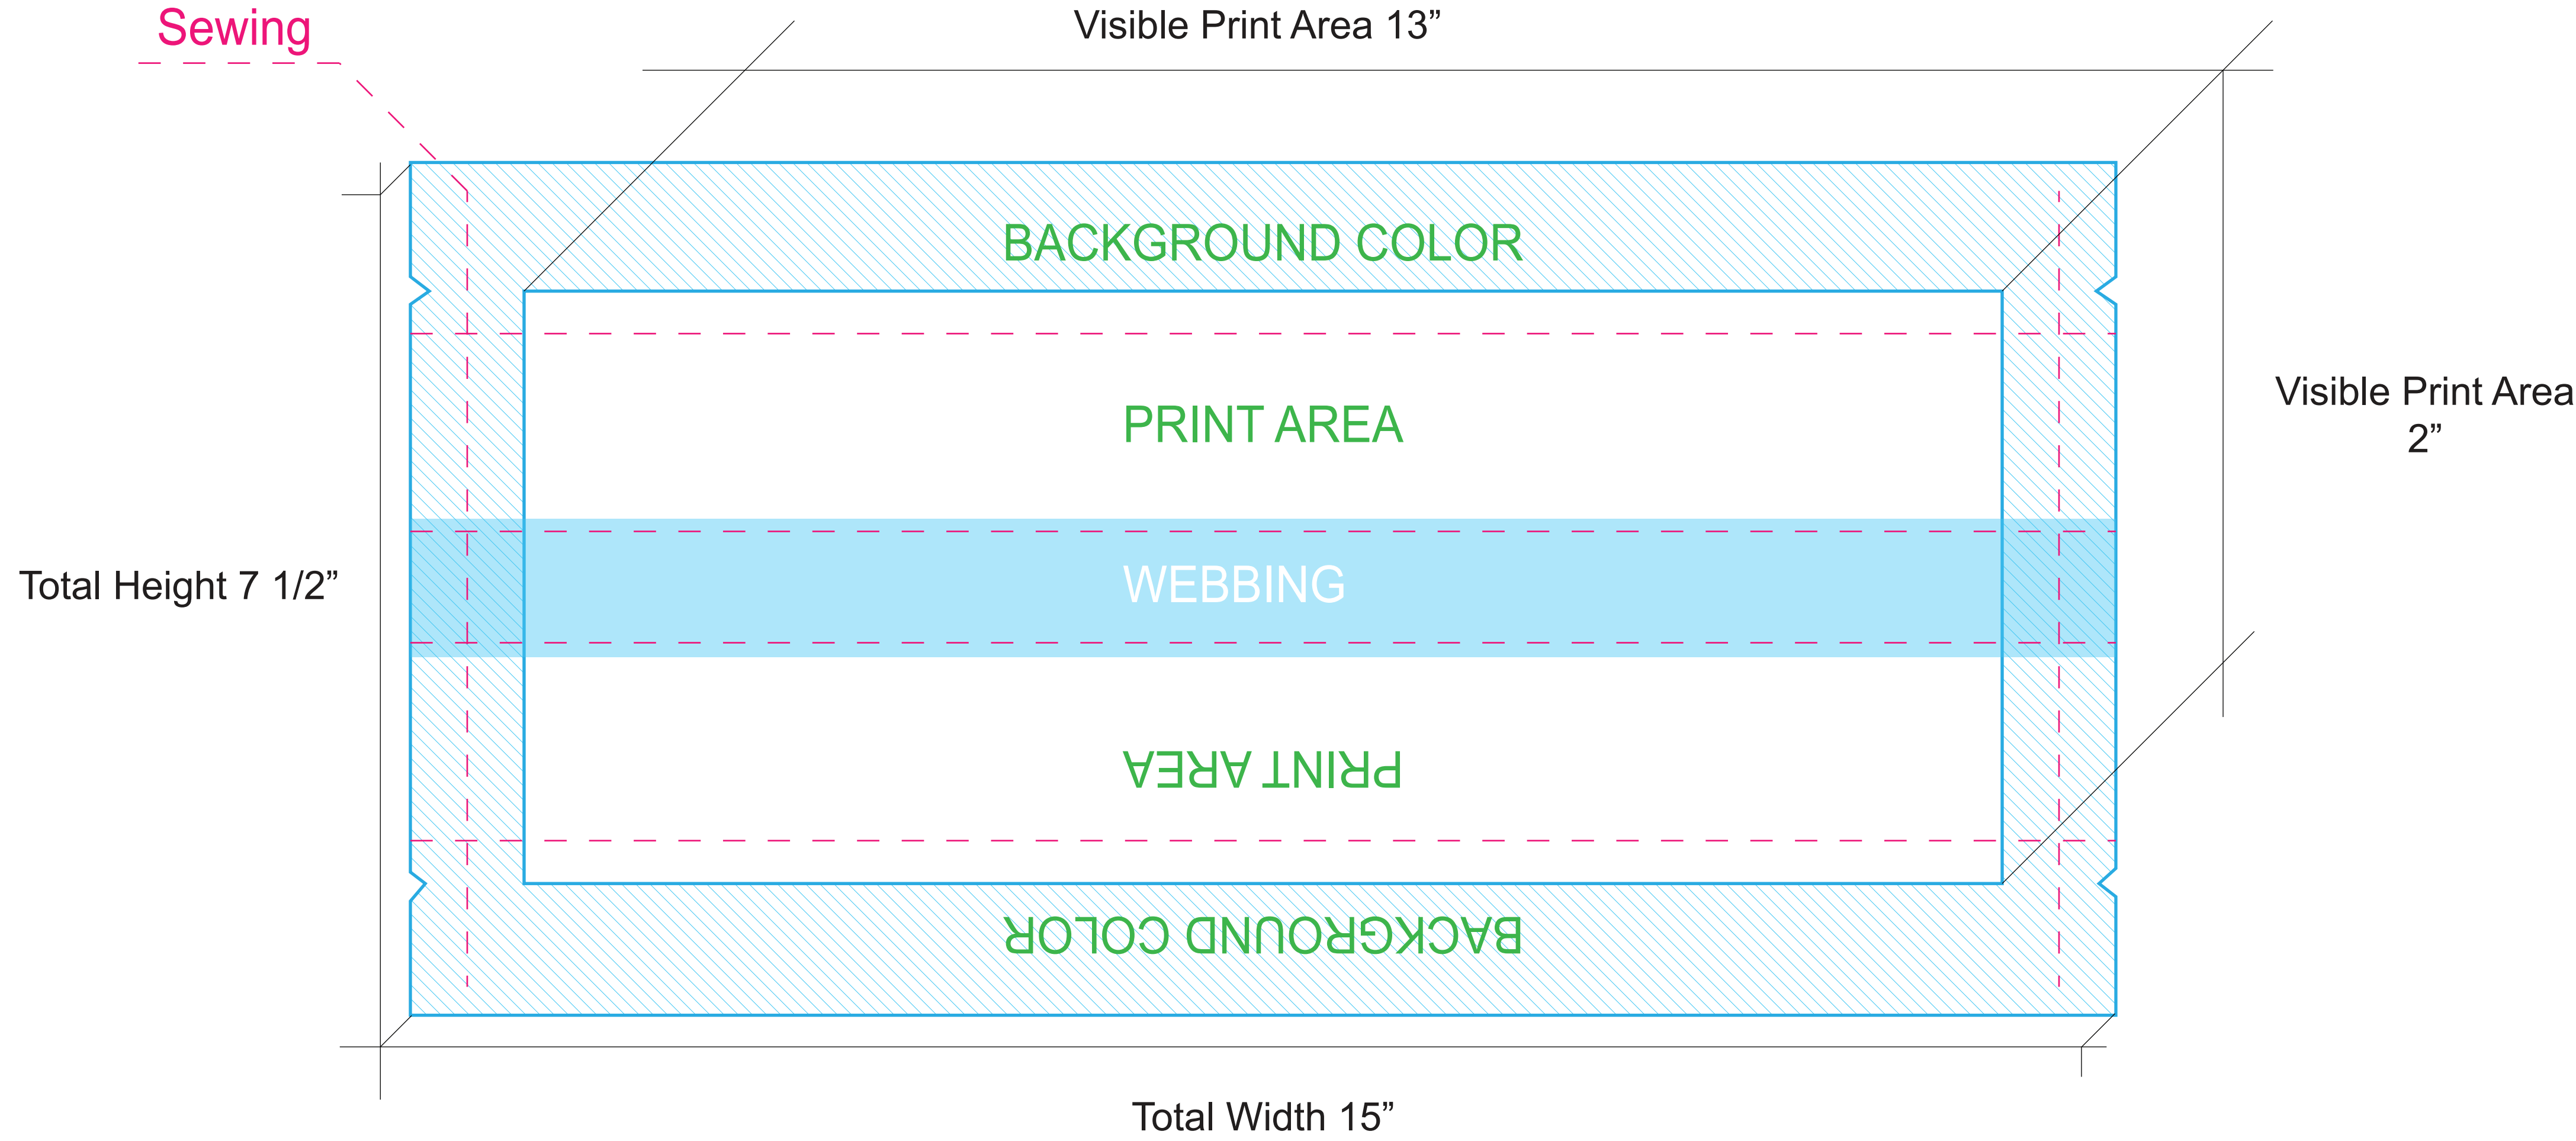 Sewing
Visible Print Area 13”
BACKGROUND COLOR
PRINT AREA
Visible Print Area
2”
WEBBING
Total Height 7 1/2”
PRINT AREA
BACKGROUND COLOR
Total Width 15”